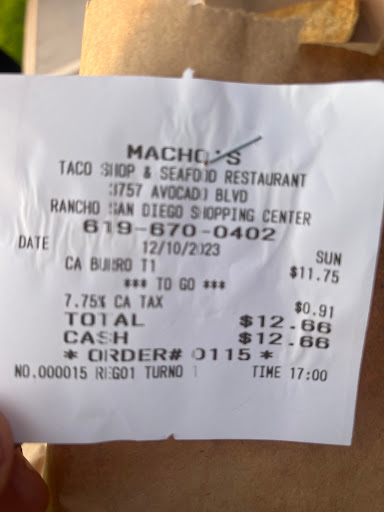 MACHO'S
TACO SHOP & SEAFOOD RESTAURANT
3757 AVOCADO BLVD
RANCHO SAN DIEGO SHOPPING CENTER
619-670-0402
DATE 12/10/2023 SUN
CA BURRO T1 $11.75
*** TO GO ***
7.75% CA TAX $0.91
TOTAL $12.66
CASH $12.66
* ORDER# 0115 *
NO.000015 REG01 TURNO 1 TIME 17:00